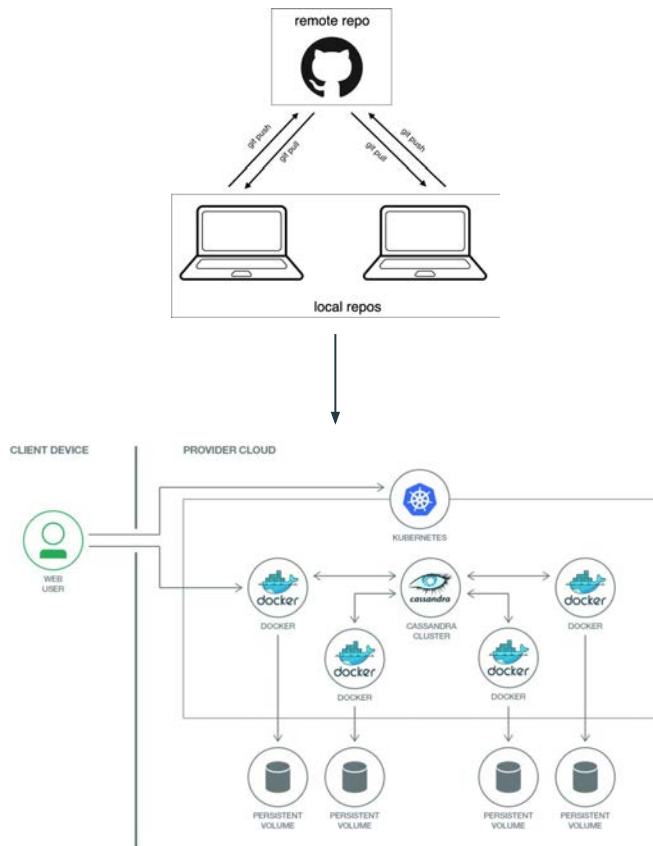 remote repo
git push
git pull
git pull
git push
local repos
CLIENT DEVICE
PROVIDER CLOUD
KUBERNETES
WEB
USER
docker
DOCKER
cassandra
CASSANDRA
CLUSTER
docker
DOCKER
docker
DOCKER
docker
DOCKER
PERSISTENT
VOLUME
PERSISTENT
VOLUME
PERSISTENT
VOLUME
PERSISTENT
VOLUME